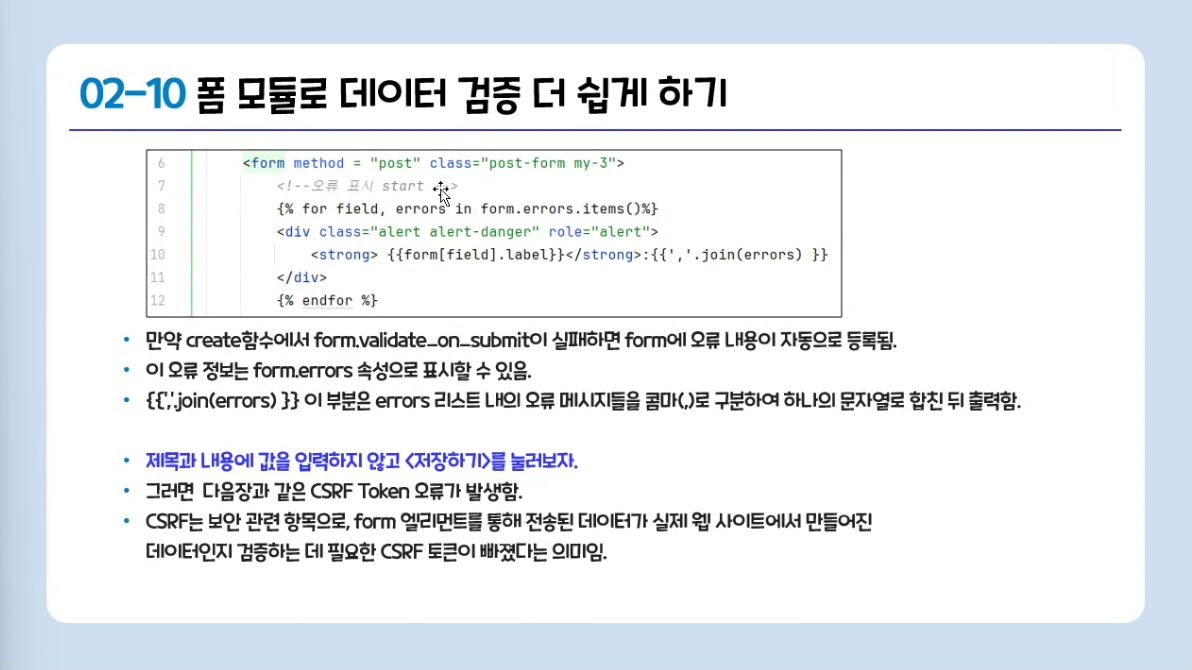 02-10 폼 모듈로 데이터 검증 더 쉽게 하기
6 <form method = "post" class="post-form my-3">
7 <!--오류 표시 start -->
8 {% for field, errors in form.errors.items()%}
9 <div class="alert alert-danger" role="alert">
10 <strong> {{form[field].label}}</strong>:{{','.join(errors) }}
11 </div>
12 {% endfor %}
• 만약 create함수에서 form.validate_on_submit이 실패하면 form에 오류 내용이 자동으로 등록됨.
• 이 오류 정보는 form.errors 속성으로 표시할 수 있음.
• {{','.join(errors) }} 이 부분은 errors 리스트 내의 오류 메시지들을 콤마(,)로 구분하여 하나의 문자열로 합친 뒤 출력함.
• 제목과 내용에 값을 입력하지 않고 <저장하기>를 눌러보자.
• 그러면 다음장과 같은 CSRF Token 오류가 발생함.
• CSRF는 보안 관련 항목으로, form 엘리먼트를 통해 전송된 데이터가 실제 웹 사이트에서 만들어진
데이터인지 검증하는 데 필요한 CSRF 토큰이 빠졌다는 의미임.